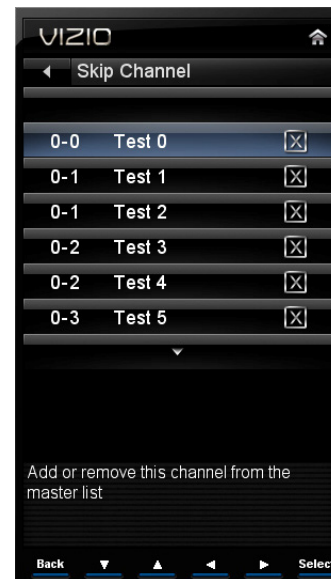 VIZIO
Skip Channel
0-0 Test 0 X
0-1 Test 1 X
0-1 Test 2 X
0-2 Test 3 X
0-2 Test 4 X
0-3 Test 5 X
Add or remove this channel from the
master list
Back Selec